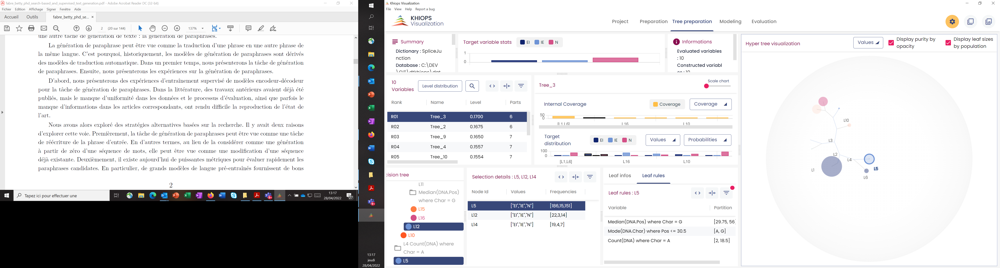 fabre_betty_phd_search-based_and_supervised_text_generation.pdf - Adobe Acrobat Reader DC (32-bit)
Fichier Edition Affichage Signer Fenêtre Aide
Accueil Outils fabre_betty_phd_se... ×
2 (20 sur 144) 137%
une autre tâche de génération de texte : la génération de paraphrases.
La génération de paraphrase peut être vue comme la traduction d'une phrase en une autre phrase de
la même langue. C'est pourquoi, historiquement, les modèles de génération de paraphrases sont dérivés
des modèles de traduction automatique. Dans un premier temps, nous présenterons la tâche de génération
de paraphrases. Ensuite, nous présenterons les expériences sur la génération de paraphrases.
D'abord, nous présenterons des expériences d'entraînement supervisé de modèles encodeur-décodeur
pour la tâche de génération de paraphrases. Dans la littérature, des travaux antérieurs avaient déjà été
publiés, mais le manque d'uniformité dans les données et le processus d'évaluation, ainsi que parfois le
manque d'informations dans les articles correspondants, ont rendu difficile la reproduction de l'état de
l'art.
Nous avons alors exploré des stratégies alternatives basées sur la recherche. Il y avait deux raisons
d'explorer cette voie. Premièrement, la tâche de génération de paraphrases peut être vue comme une tâche
de réécriture de la phrase d'entrée. En d'autres termes, au lieu de la considérer comme une génération
à partir de zéro d'une séquence de mots, elle peut être vue comme une modification d'une séquence
déjà existante. Deuxièmement, il existe aujourd'hui de puissantes métriques pour évaluer rapidement les
paraphrases candidates. En particulier, de grands modèles de langue pré-entraînés fournissent de bons
2
Tapez ici pour effectuer une
9+
13:17
28/04/2022
27
9+
13:17
jeudi
28/04/2022
Khiops Visualization
File View Help Report a bug
KHIOPS
Visualization
Project Preparation Tree preparation Modeling Evaluation
Summary
Dictionary : SpliceJu
nction
Database : C:\DEV
\GIT\dtkhiops\dat
Target variable stats EI IE N
1
0
Informations
Evaluated variables
: 10
Constructed variabl
es : 10
10
Variables
Level distribution
Rank Name Level Parts
R01 Tree_3 0.1700 6
R02 Tree_2 0.1675 6
R03 Tree_9 0.1650 7
R04 Tree_4 0.1557 7
R05 Tree_10 0.1554 7
Tree_3
Scale chart
Internal Coverage Coverage Coverage
50
0
[L1,L6] L16 L10
Target
distribution
EI IE N Values Probabilities
100
0
[L1,L6] L16 L10
cision tree
L11
Median(DNA.Pos)
where Char = G
L15
L16
L12
L10
L4 Count(DNA) where
Char = A
L5
Selection details : L5, L12, L14
Node Id Values Frequencies
L5 ["EI","IE","N"] [186,15,151]
L12 ["EI","IE","N"] [22,3,14]
L14 ["EI","IE","N"] [19,4,7]
Leaf infos Leaf rules
Leaf rules : L5
Variable Partition
Median(DNA.Pos) where Char = G [29.75, 56
Mode(DNA.Char) where Pos <= 30.5 [A, G]
Count(DNA) where Char = A [2, 18.5]
Hyper tree visualization
Values
Display purity by
opacity
Display leaf sizes
by population
L10
L3
L2
L4
L1
L5
L6